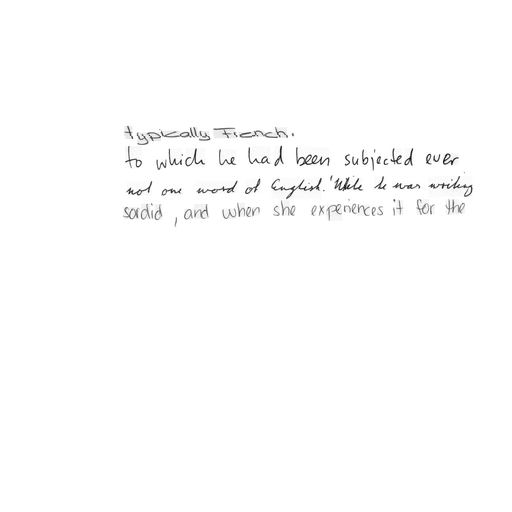 typically French.
to which he had been subjected ever
not one word of English.' While he was writing
sordid , and when she experiences it for the